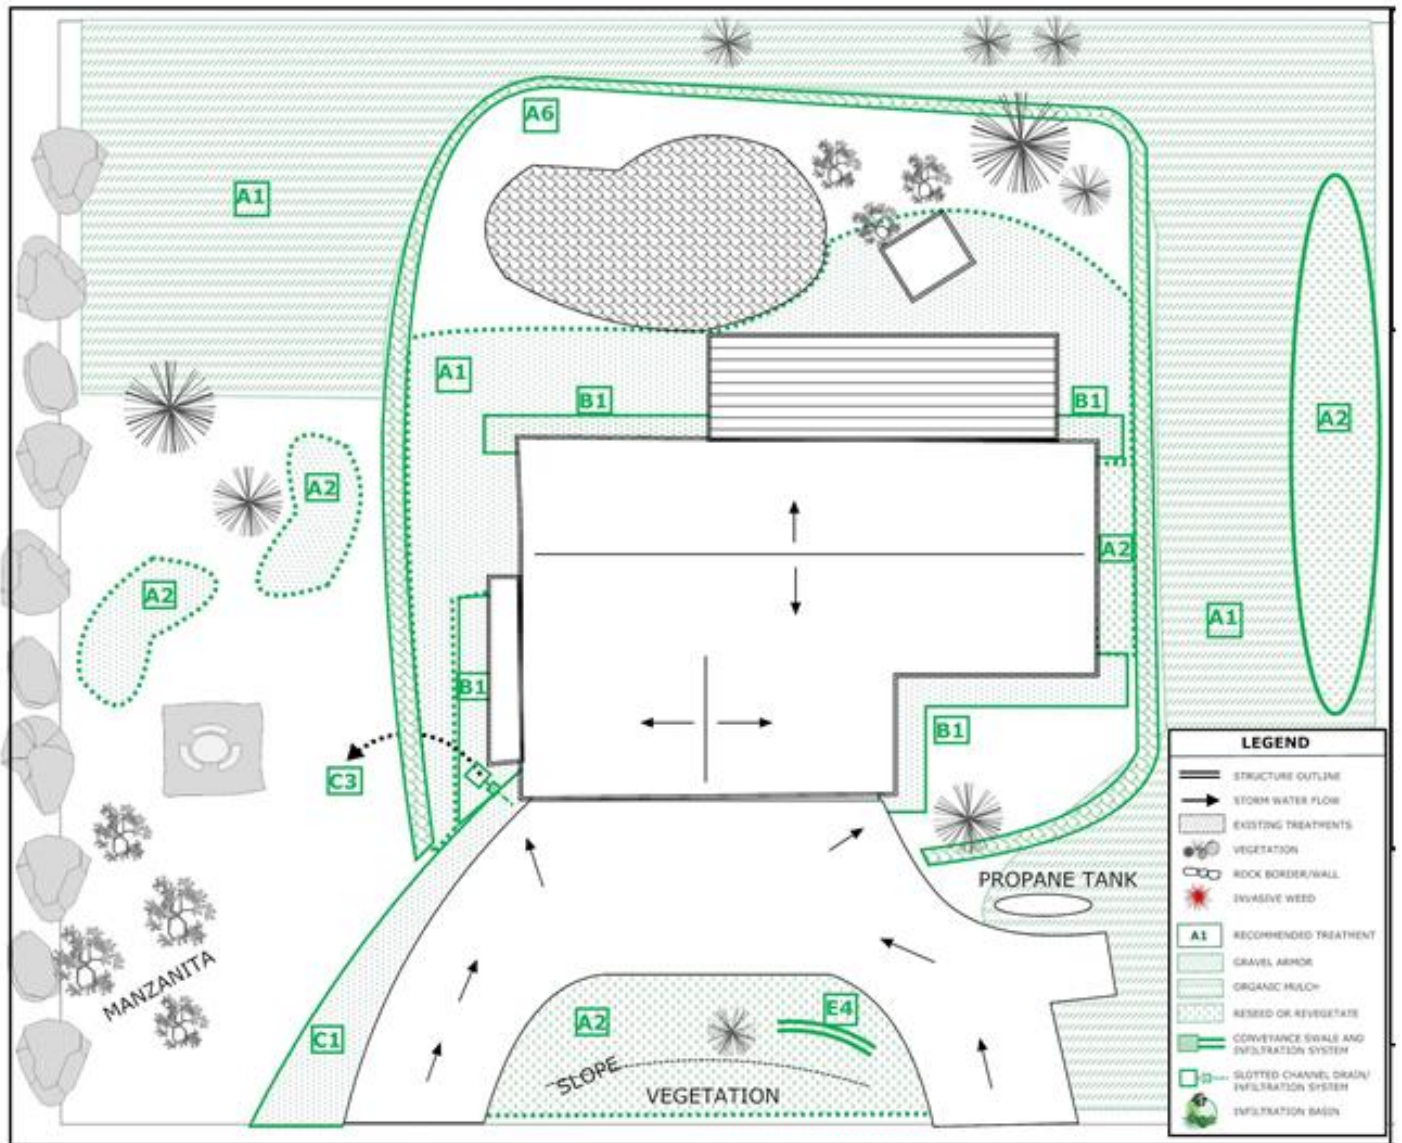 A6
A1
A1
B1
B1
A2
A2
A2
A2
A1
B1
B1
C3
PROPANE TANK
MANZANITA
A2
E4
C1
SLOPE
VEGETATION
LEGEND
STRUCTURE OUTLINE
STORM WATER FLOW
EXISTING TREATMENTS
VEGETATION
ROCK BORDER/WALL
INVASIVE WEED
A1 RECOMMENDED TREATMENT
GRAVEL ARMOR
ORGANIC MULCH
RESEED OR REVEGETATE
CONVEYANCE SWALE AND
INFILTRATION SYSTEM
SLOTTED CHANNEL DRAIN/
INFILTRATION SYSTEM
INFILTRATION BASIN